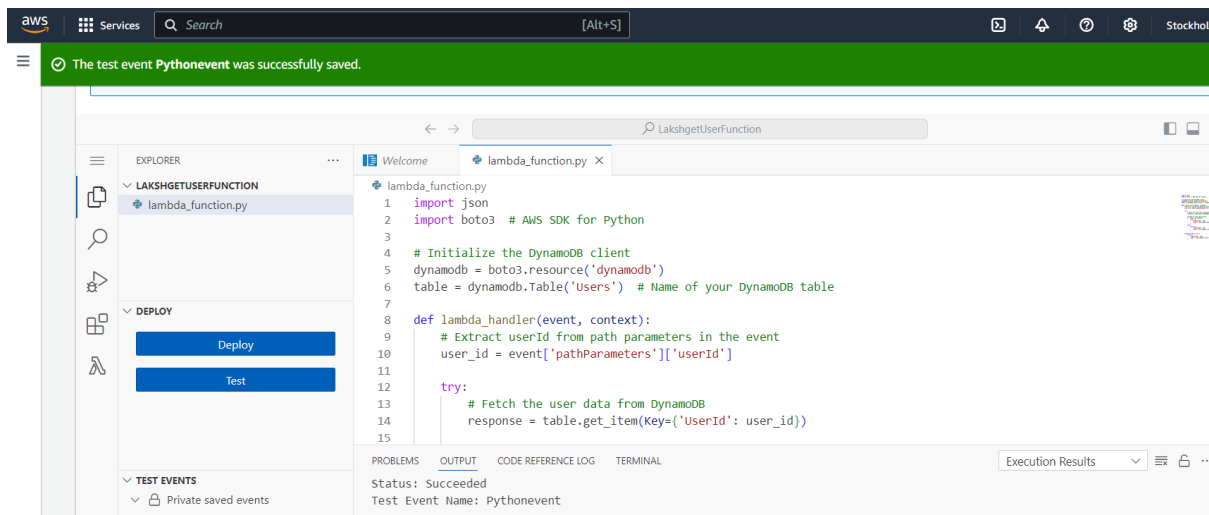 aws
Services
Search
[Alt+S]
The test event Pythonevent was successfully saved.
LakshgetUserFunction
EXPLORER
Welcome
lambda_function.py
LAKSHGETUSERFUNCTION
lambda_function.py
lambda_function.py
1 import json
2 import boto3 # AWS SDK for Python
3
4 # Initialize the DynamoDB client
5 dynamodb = boto3.resource('dynamodb')
6 table = dynamodb.Table('Users') # Name of your DynamoDB table
7
8 def lambda_handler(event, context):
9 # Extract userId from path parameters in the event
10 user_id = event['pathParameters']['userId']
11
12 try:
13 # Fetch the user data from DynamoDB
14 response = table.get_item(Key={'UserId': user_id})
15
DEPLOY
Deploy
Test
PROBLEMS OUTPUT CODE REFERENCE LOG TERMINAL
Execution Results
Status: Succeeded
Test Event Name: Pythonevent
TEST EVENTS
Private saved events